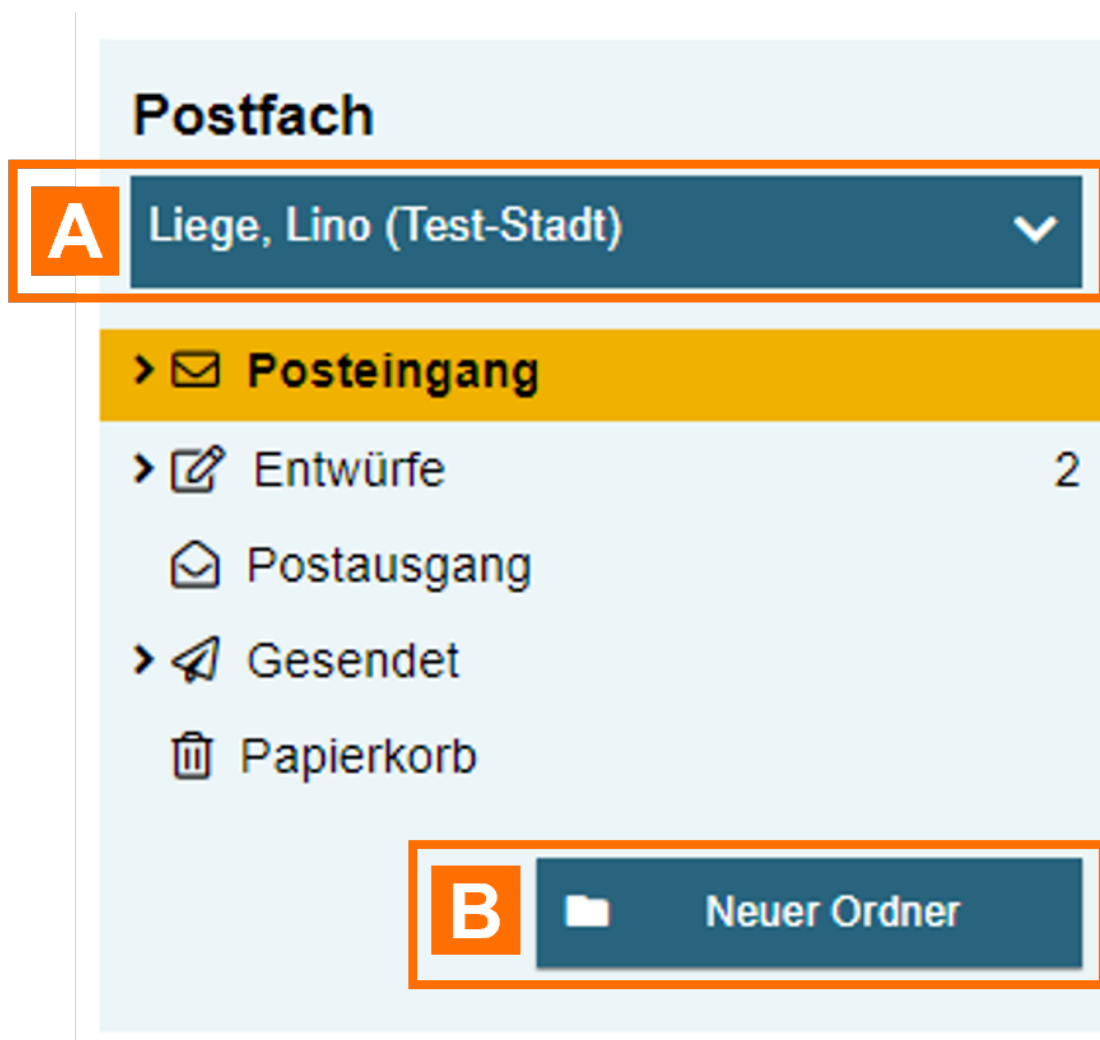 Postfach
A Liege, Lino (Test-Stadt)
Posteingang
Entwürfe 2
Postausgang
Gesendet
Papierkorb
B Neuer Ordner